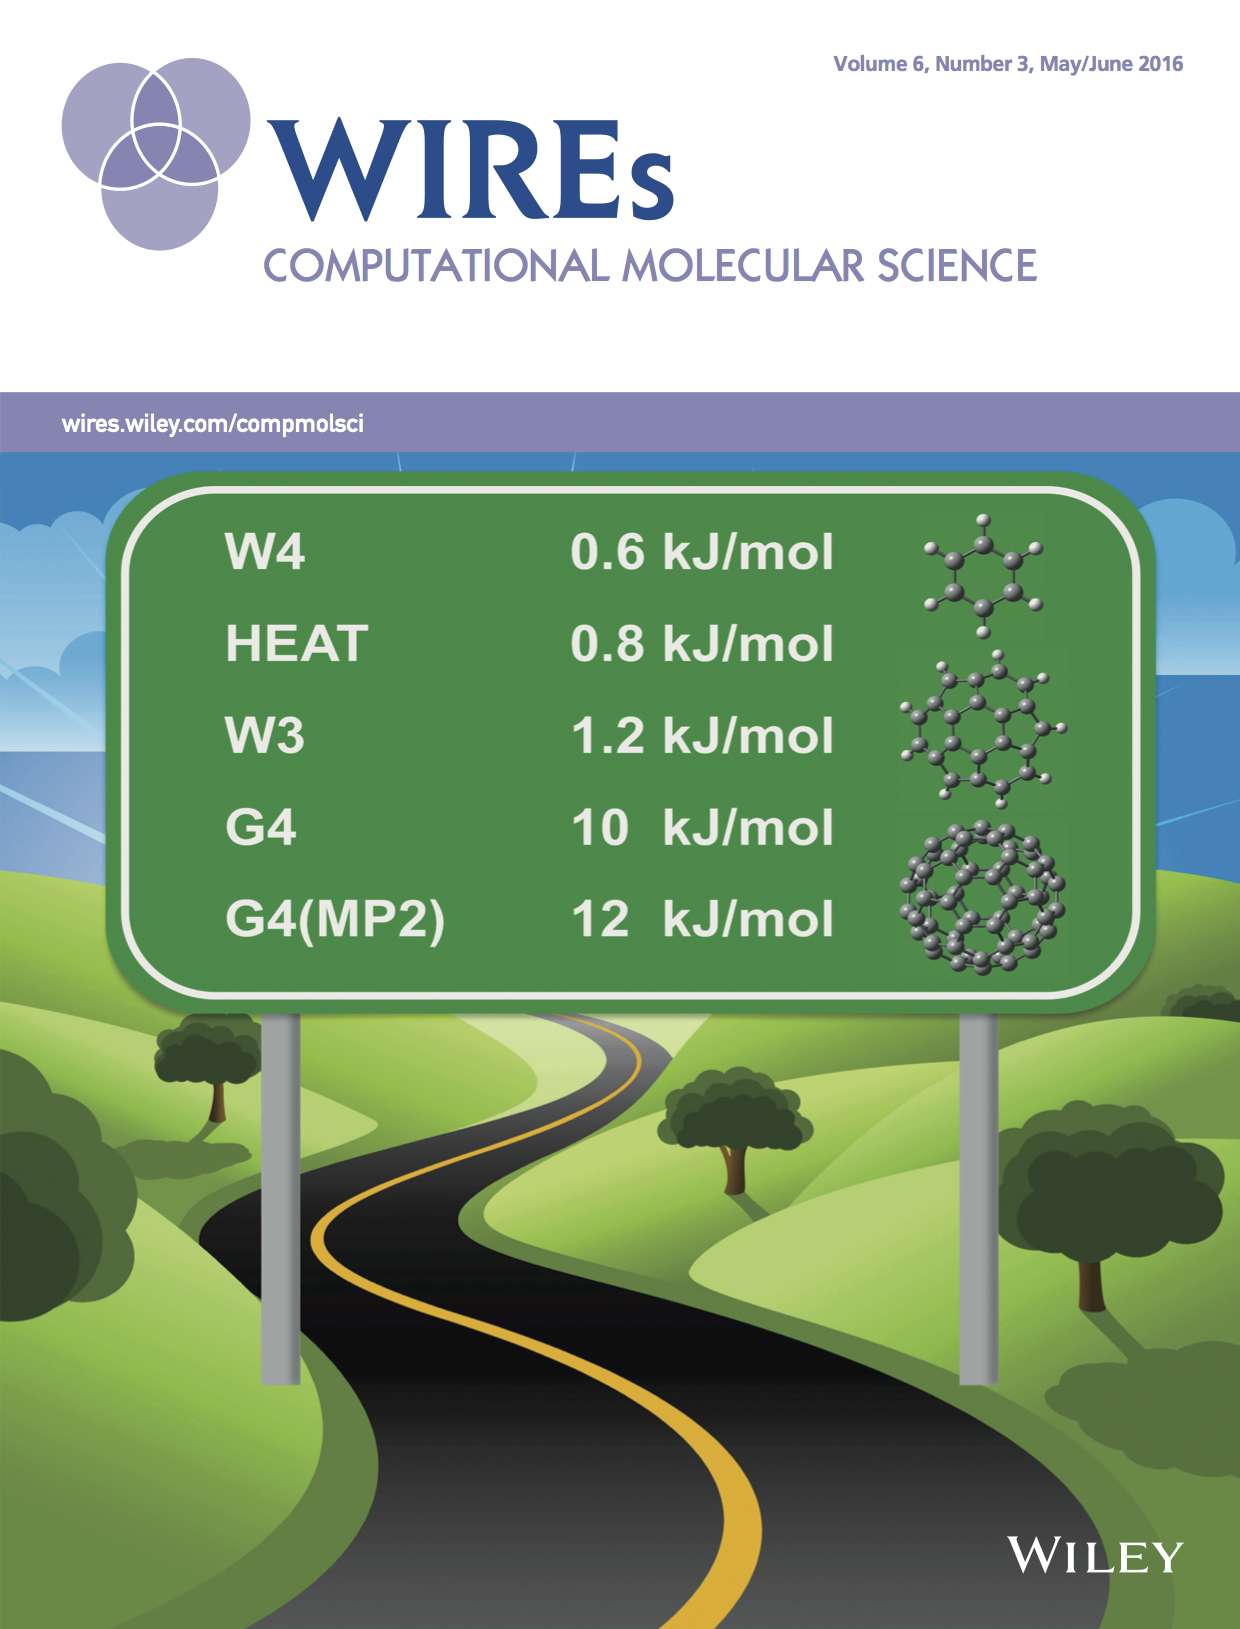 Volume 6, Number 3, May/June 2016
WIREs
COMPUTATIONAL MOLECULAR SCIENCE
wires.wiley.com/compmolsci
W4 0.6 kJ/mol
HEAT 0.8 kJ/mol
W3 1.2 kJ/mol
G4 10 kJ/mol
G4(MP2) 12 kJ/mol
WILEY